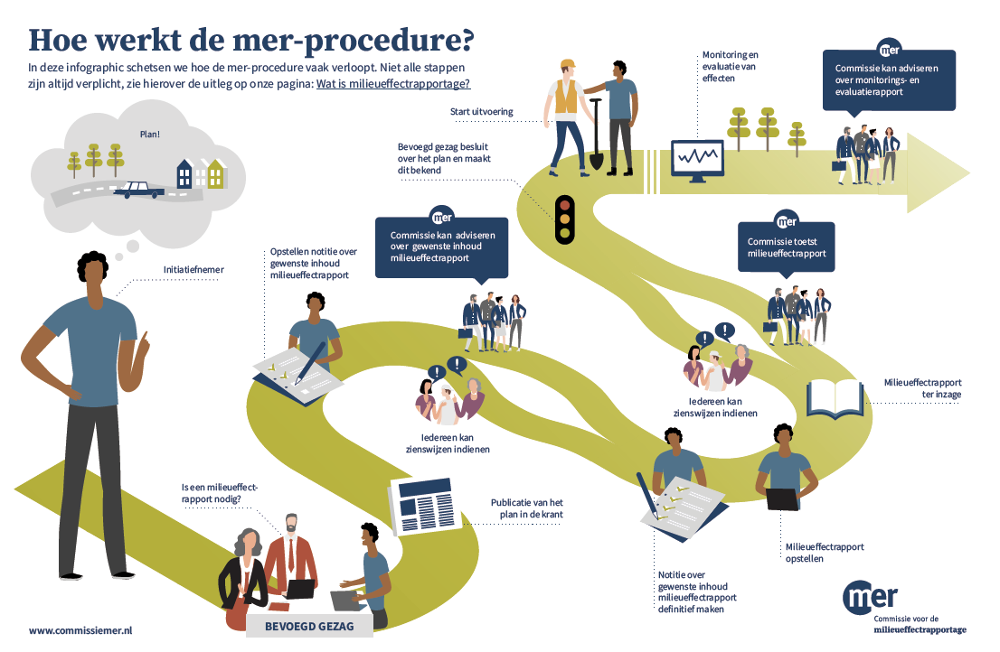 Hoe werkt de mer-procedure?
In deze infographic schetsen we hoe de mer-procedure vaak verloopt. Niet alle stappen
zijn altijd verplicht, zie hierover de uitleg op onze pagina: Wat is milieueffectrapportage?
Plan!
Initiatiefnemer
Is een milieueffect-
rapport nodig?
BEVOEGD GEZAG
Publicatie van het
plan in de krant
Opstellen notitie over
gewenste inhoud
milieueffectrapport
mer
Commissie kan adviseren
over gewenste inhoud
milieueffectrapport
!
!
Iedereen kan
zienswijzen indienen
Notitie over
gewenste inhoud
milieueffectrapport
definitief maken
Milieueffectrapport
opstellen
Milieueffectrapport
ter inzage
mer
Commissie toetst
milieueffectrapport
!
!
Iedereen kan
zienswijzen indienen
Bevoegd gezag besluit
over het plan en maakt
dit bekend
Start uitvoering
Monitoring en
evaluatie van
effecten
mer
Commissie kan adviseren
over monitorings- en
evaluatierapport
www.commissiemer.nl
mer
Commissie voor de
milieueffectrapportage